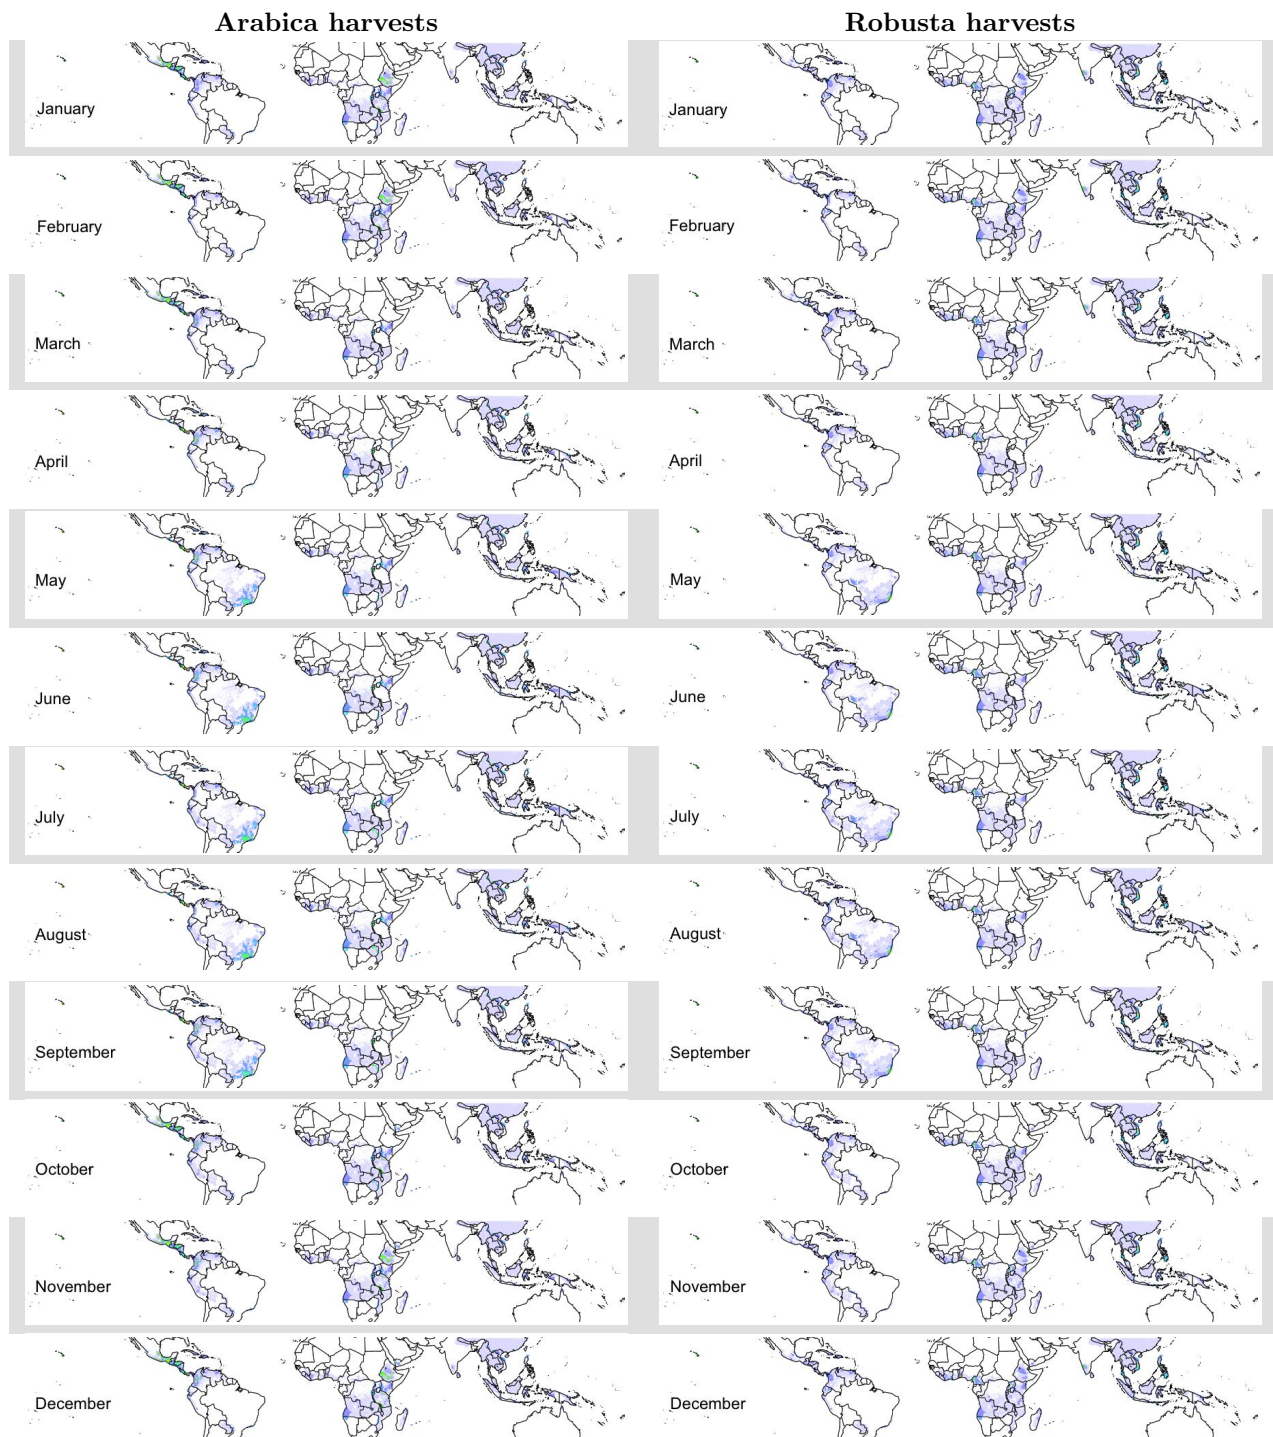 Arabica harvests Robusta harvests
January January
February February
March March
April April
May May
June June
July July
August August
September September
October October
November November
December December